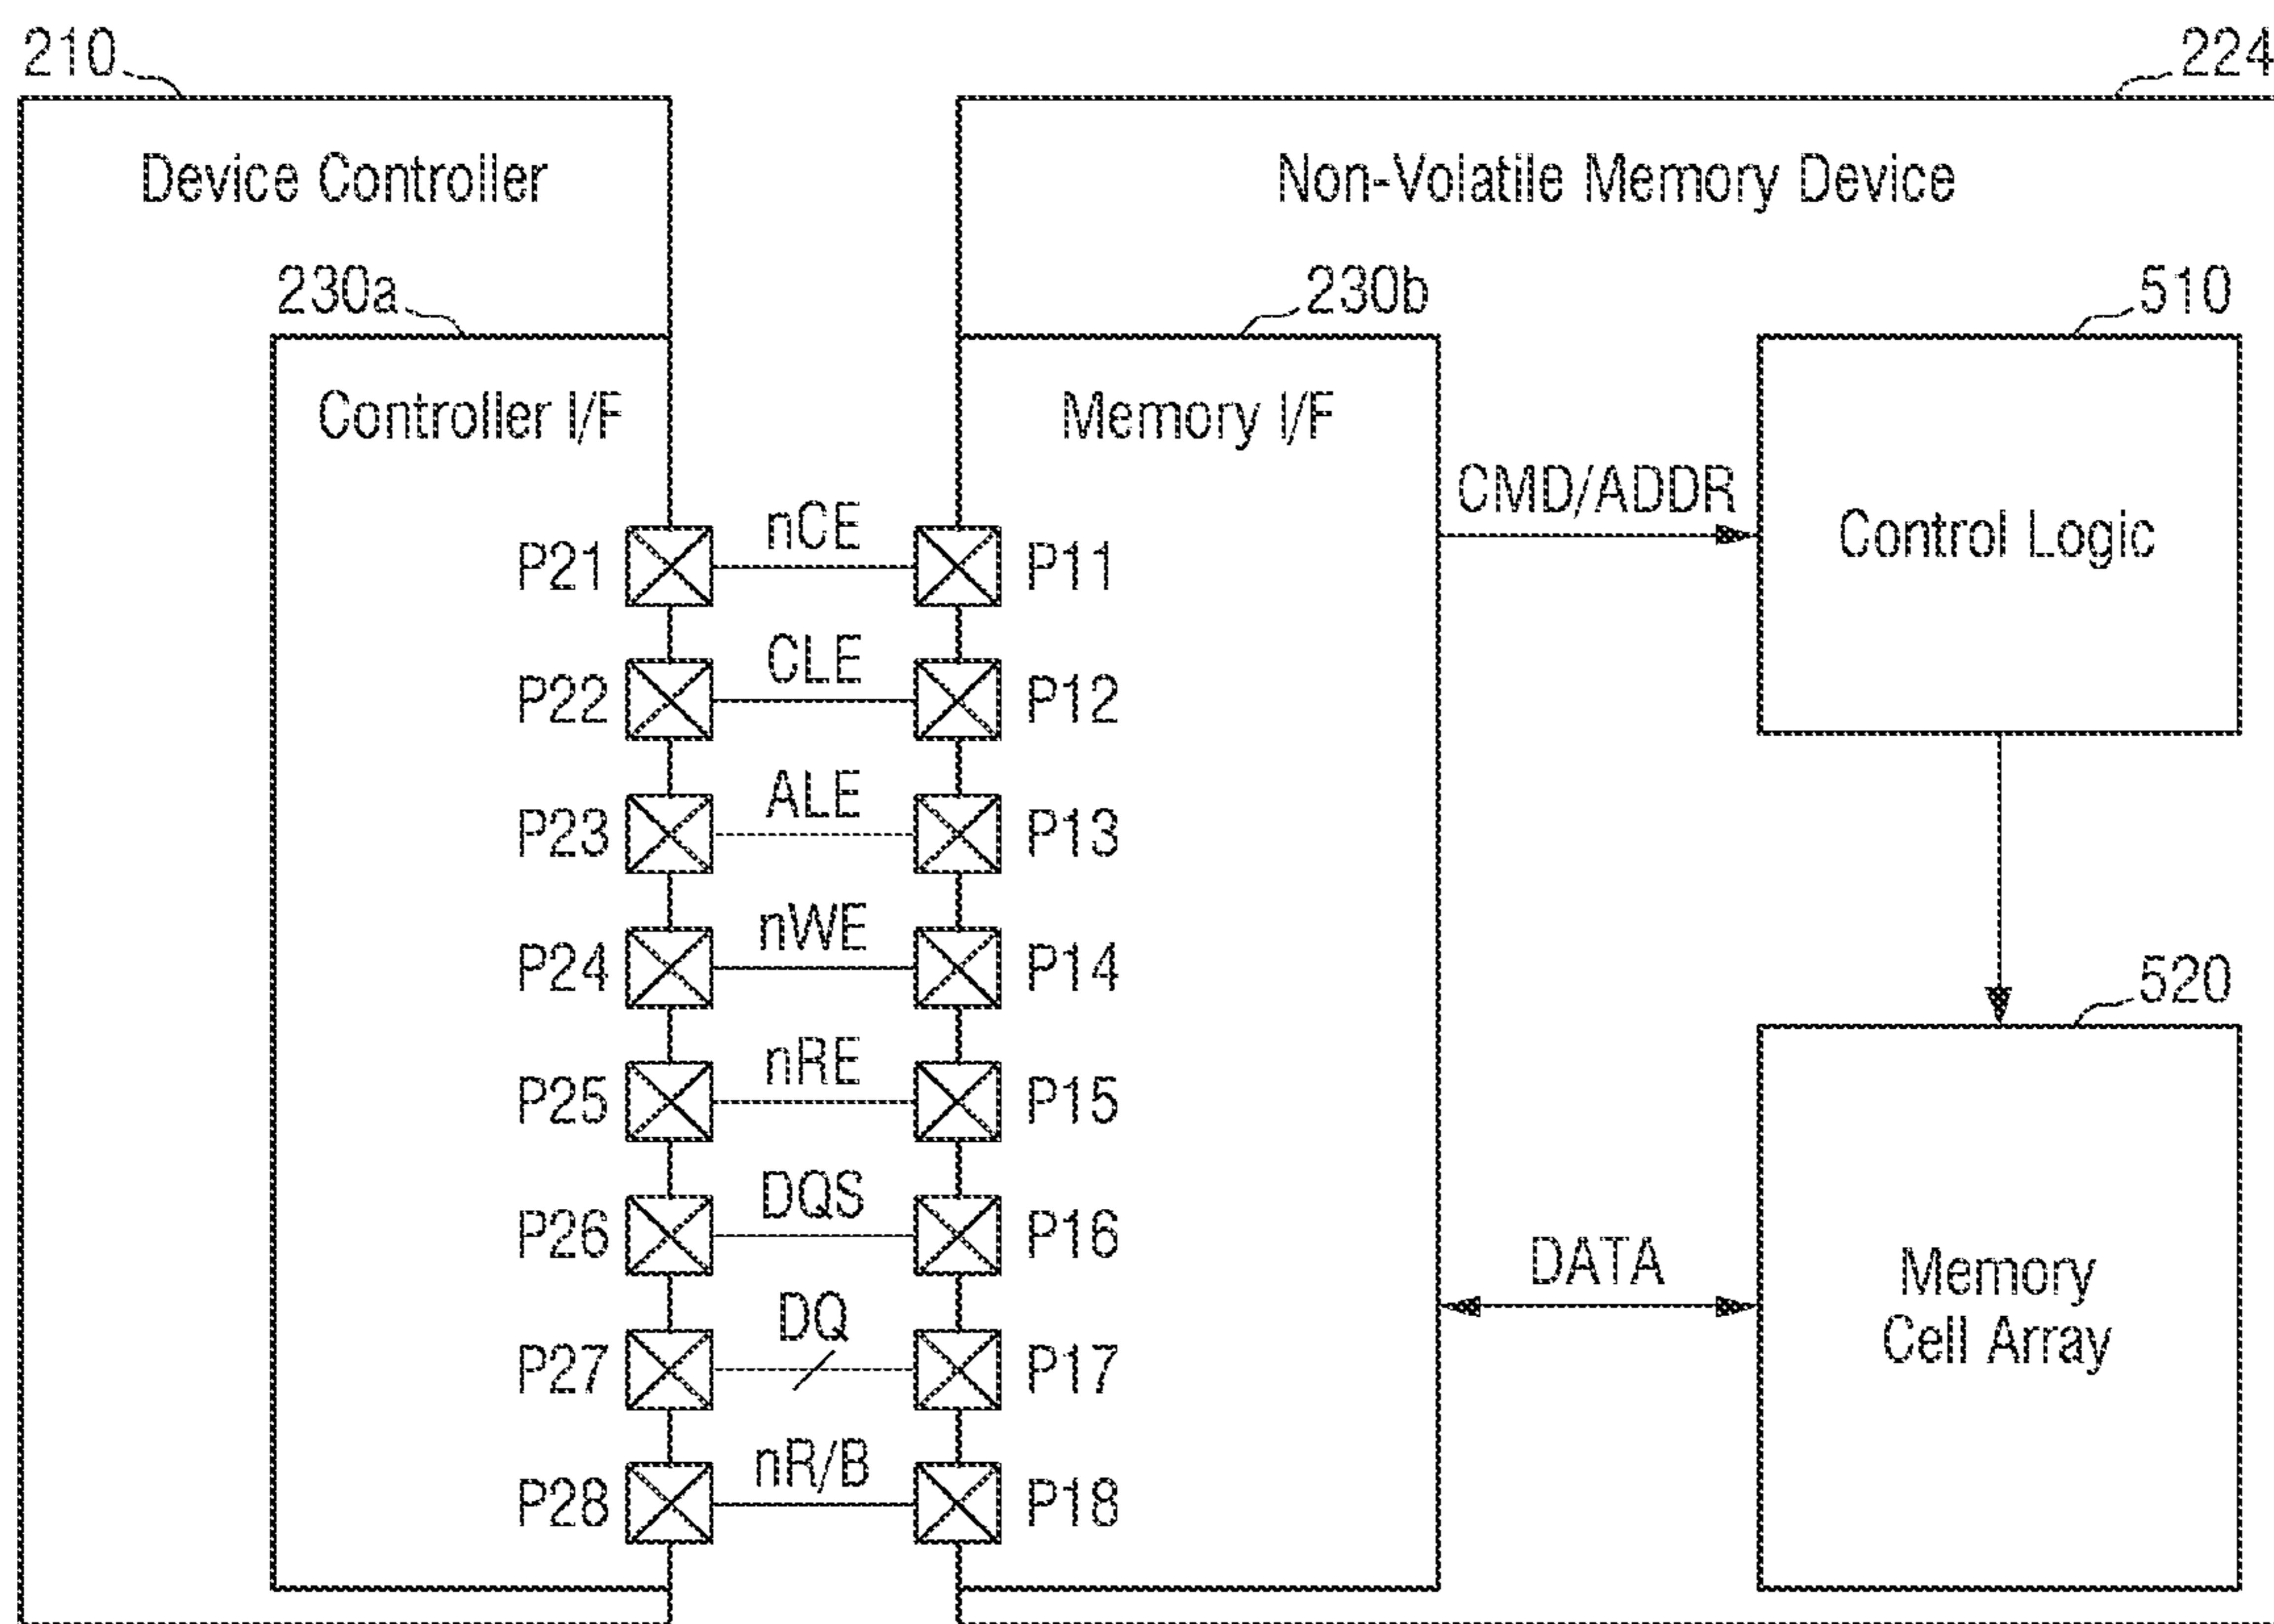 210
224
Device Controller
Non-Volatile Memory Device
230a
230b
510
Controller I/F
Memory I/F
CMD/ADDR
Control Logic
P21 nCE P11
P22 CLE P12
P23 ALE P13
P24 nWE P14
P25 nRE P15
P26 DQS P16
P27 DQ P17
P28 nR/B P18
520
DATA
Memory
Cell Array